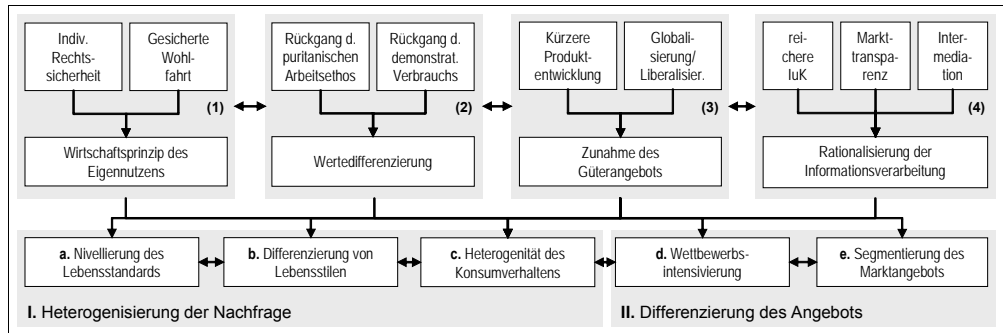 Indiv.
Rechts-
sicherheit
Gesicherte
Wohl-
fahrt
(1)
Wirtschaftsprinzip des
Eigennutzens
Rückgang d.
puritanischen
Arbeitsethos
Rückgang d.
demonstrat.
Verbrauchs
(2)
Wertedifferenzierung
Kürzere
Produkt-
entwicklung
Globali-
sierung/
Liberalisier.
(3)
Zunahme des
Güterangebots
rei-
chere
IuK
Markt-
transpa-
renz
Inter-
media-
tion
(4)
Rationalisierung der
Informationsverarbeitung
a. Nivellierung des
Lebensstandards
b. Differenzierung von
Lebensstilen
c. Heterogenität des
Konsumverhaltens
d. Wettbewerbs-
intensivierung
e. Segmentierung des
Marktangebots
I. Heterogenisierung der Nachfrage
II. Differenzierung des Angebots